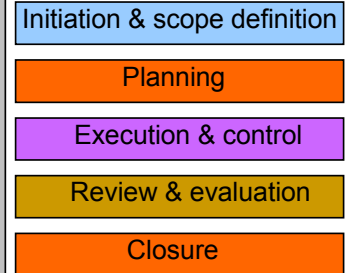 Initiation & scope definition
Planning
Execution & control
Review & evaluation
Closure